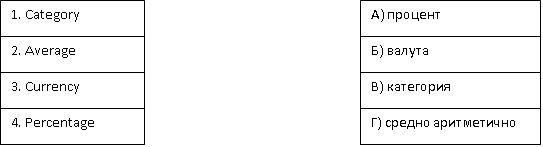 1. Category
2. Average
3. Currency
4. Percentage
А) процент
Б) валута
В) категория
Г) средно аритметично